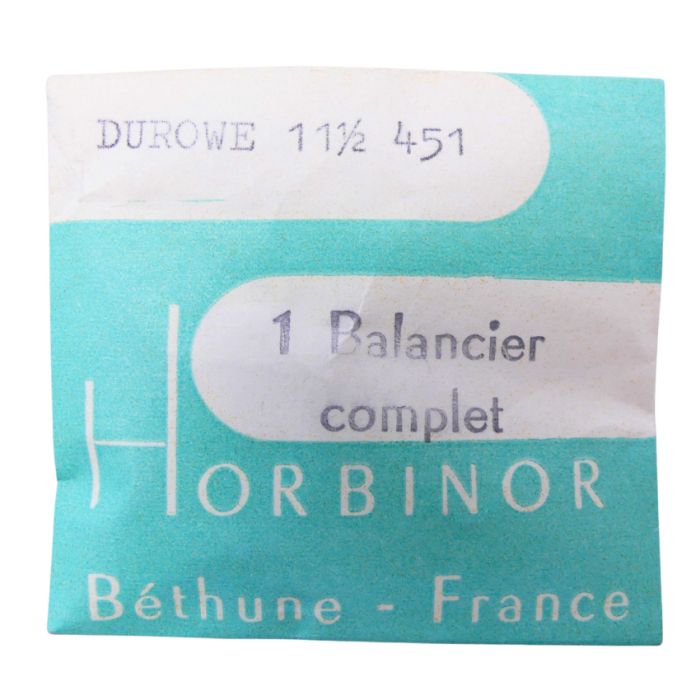 DUROWE 11½ 451
1 Balancier
complet
HORBINOR
Béthune - France